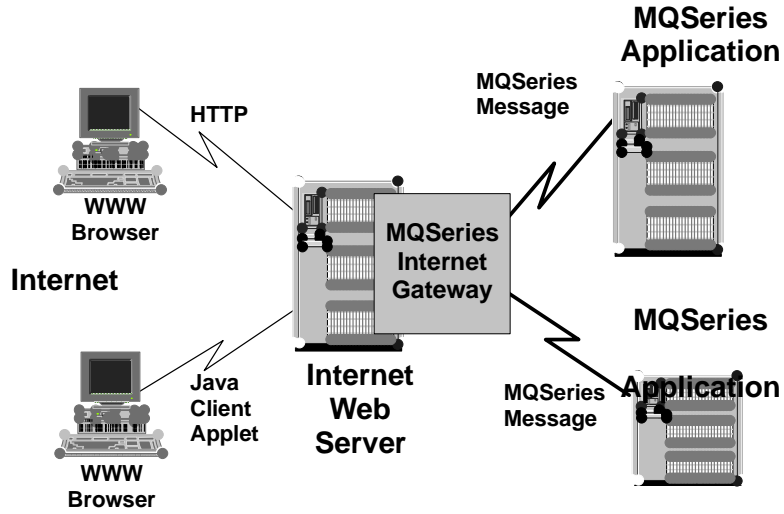 MQSeries
Application
MQSeries
Message
HTTP
WWW
Browser
MQSeries
Internet
Gateway
Internet
MQSeries
Application
Internet
Web
Server
Java
Client
Applet
MQSeries
Message
WWW
Browser